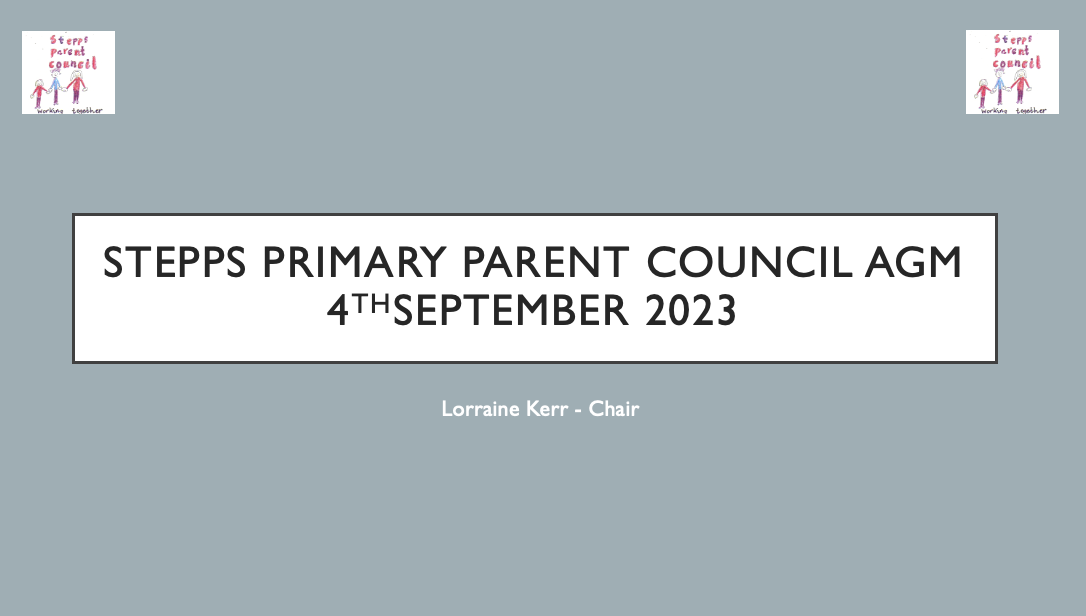 Stepps
parent
council
working together
Stepps
parent
council
working together
STEPPS PRIMARY PARENT COUNCIL AGM
4THSEPTEMBER 2023
Lorraine Kerr - Chair